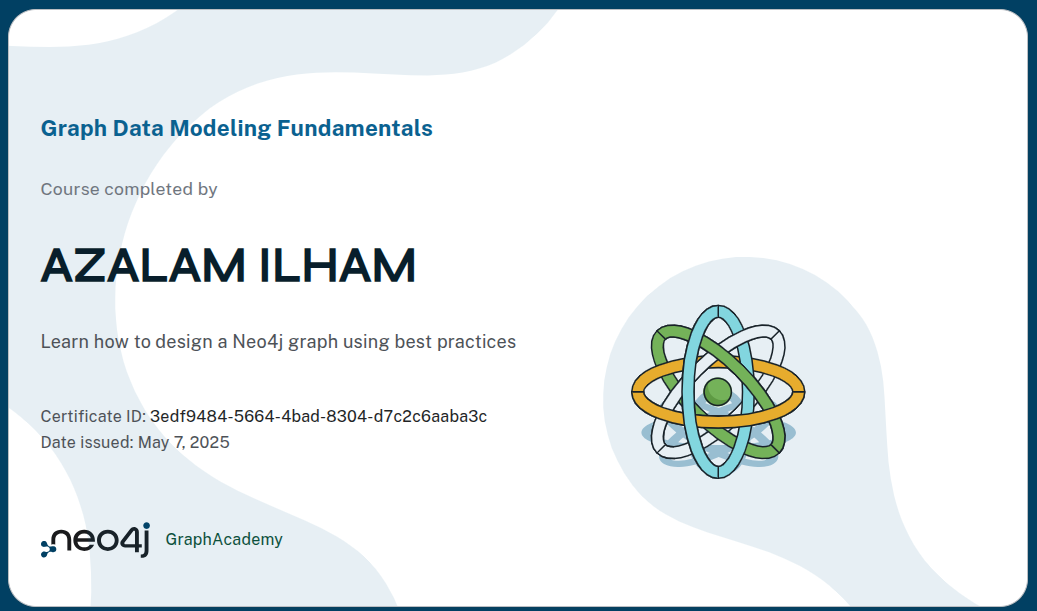 Graph Data Modeling Fundamentals
Course completed by
AZALAM ILHAM
Learn how to design a Neo4j graph using best practices
Certificate ID: 3edf9484-5664-4bad-8304-d7c2c6aaba3c
Date issued: May 7, 2025
neo4j GraphAcademy